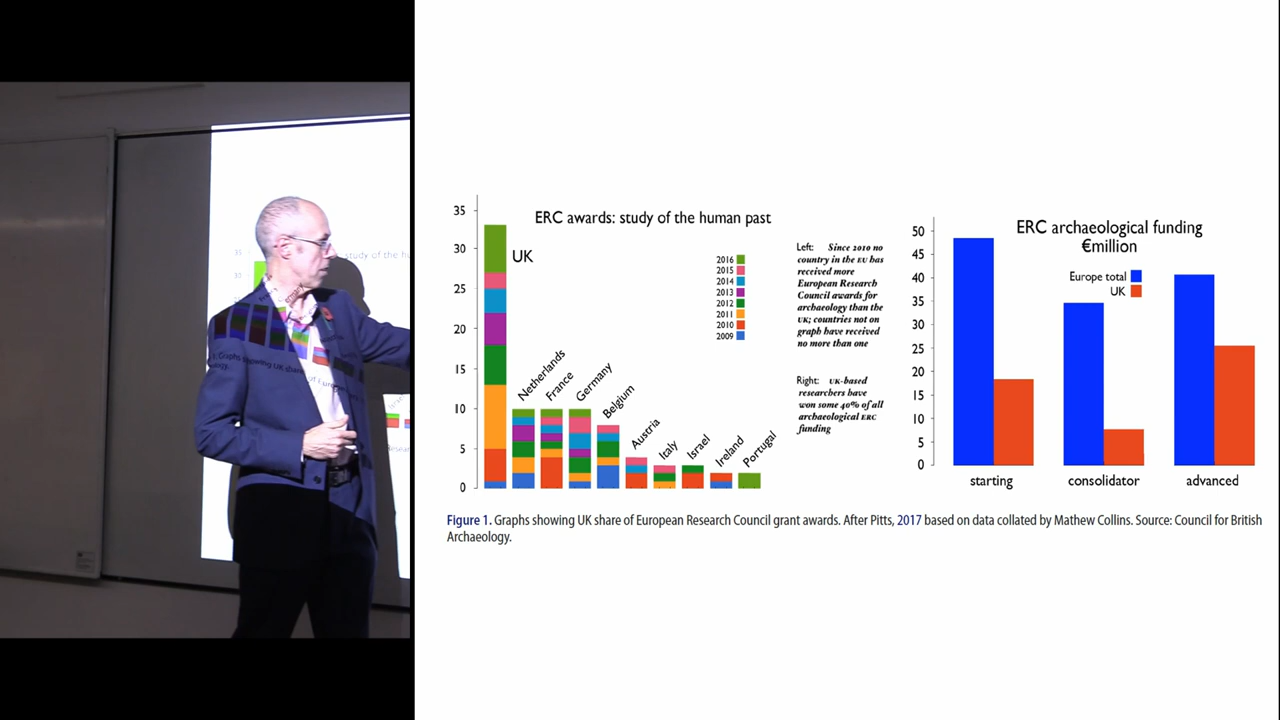 35
30
25
20
15
10
5
0
ERC awards: study of the human past
UK
Netherlands
France
Germany
Belgium
Austria
Italy
Israel
Ireland
Portugal
2016
2015
2014
2013
2012
2011
2010
2009
Left: Since 2010 no
country in the EU has
received more
European Research
Council awards for
archaeology than the
UK; countries not on
graph have received
no more than one
Right: UK-based
researchers have
won some 40% of all
archaeological ERC
funding
ERC archaeological funding
€million
Europe total
UK
50
45
40
35
30
25
20
15
10
5
0
starting
consolidator
advanced
Figure 1. Graphs showing UK share of European Research Council grant awards. After Pitts, 2017 based on data collated by Mathew Collins. Source: Council for British
Archaeology.
study of the hu
35
30